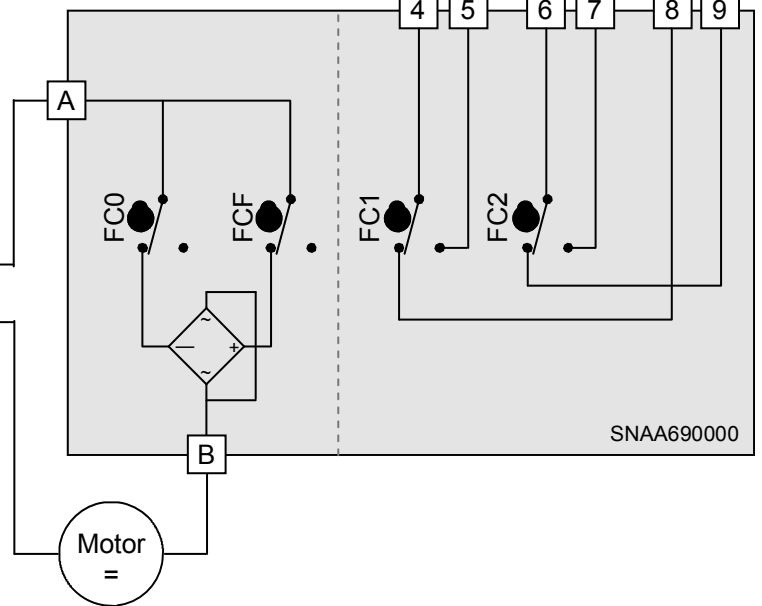 4 5 6 7 8 9
A
FC0 FCF FC1 FC2
~
— +
~
SNAA690000
B
Motor
=